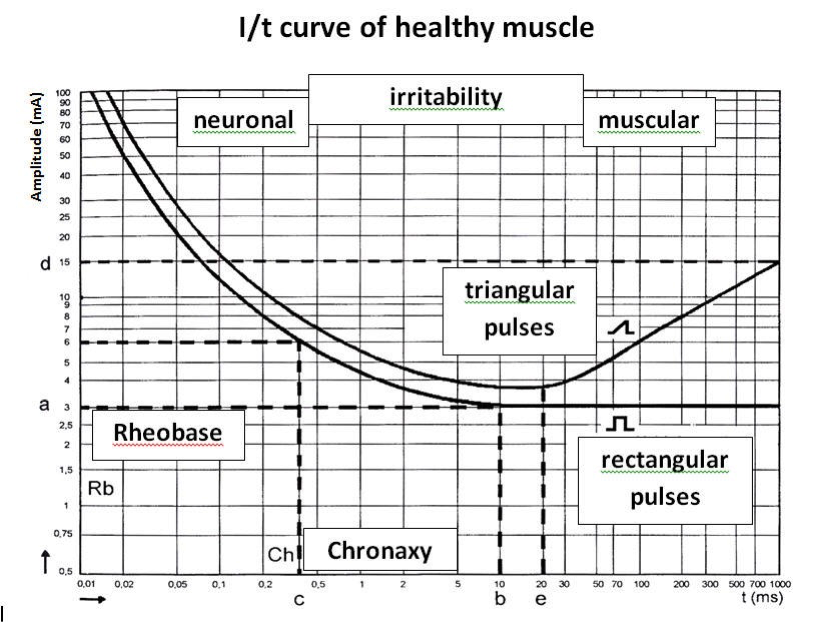 I/t curve of healthy muscle
irritability
neuronal
muscular
Amplitude (mA)
100
90
80
70
60
50
40
30
25
20
d 15
10
9
8
7
6
5
4
a 3
2,5
2
1,5
1
0,75
0,5
triangular
pulses
Rheobase
rectangular
pulses
Rb
Ch
Chronaxy
0,01 0,02 0,05 0,1 0,2 0,5 1 2 5 10 20 30 50 70 100 200 300 500 700 1000
c b e t (ms)